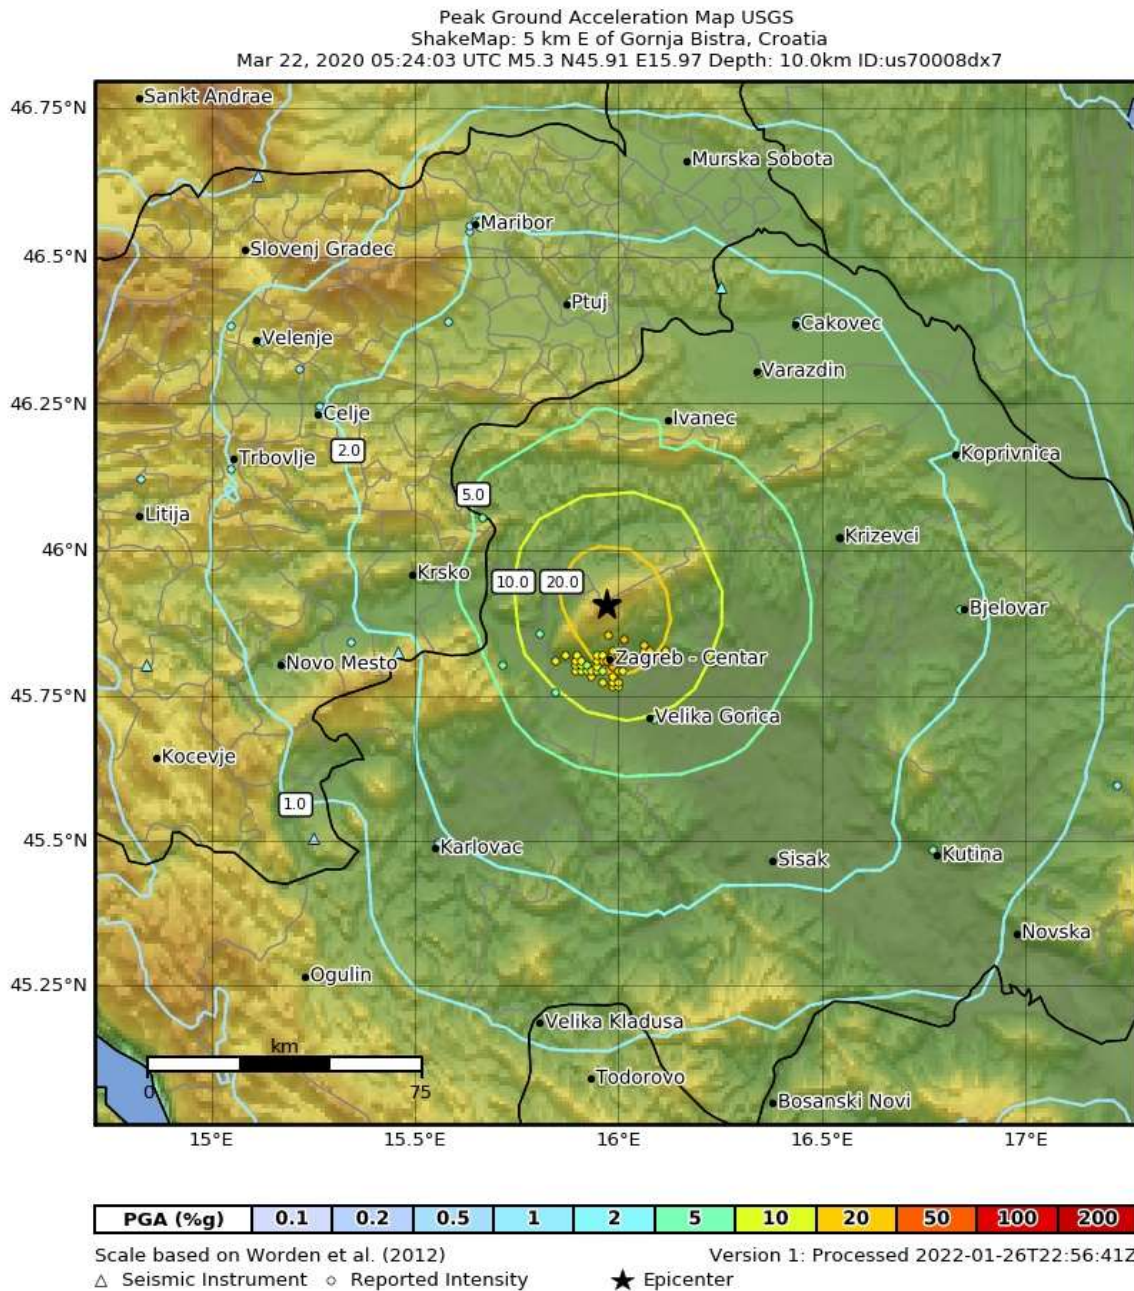 Peak Ground Acceleration Map USGS
ShakeMap: 5 km E of Gornja Bistra, Croatia
Mar 22, 2020 05:24:03 UTC M5.3 N45.91 E15.97 Depth: 10.0km ID:us70008dx7
46.75°N
Sankt Andrae
Murska Sobota
Maribor
46.5°N
Slovenj Gradec
Ptuj
Cakovec
Velenje
Varazdin
46.25°N
Celje
Ivanec
2.0
Trbovlje
Koprivnica
5.0
Litija
Krizevci
46°N
Krsko
10.0
20.0
Bjelovar
Novo Mesto
Zagreb - Centar
45.75°N
Velika Gorica
Kocevje
1.0
45.5°N
Karlovac
Sisak
Kutina
Novska
Ogulin
45.25°N
Velika Kladusa
km
0 75
Todorovo
Bosanski Novi
15°E 15.5°E 16°E 16.5°E 17°E
PGA (%g) 0.1 0.2 0.5 1 2 5 10 20 50 100 200
Scale based on Worden et al. (2012) Version 1: Processed 2022-01-26T22:56:41Z
△ Seismic Instrument ○ Reported Intensity ★ Epicenter